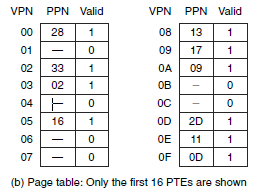 VPN PPN Valid VPN PPN Valid
00 28 1 08 13 1
01 — 0 09 17 1
02 33 1 0A 09 1
03 02 1 0B – 0
04 — 0 0C – 0
05 16 1 0D 2D 1
06 — 0 0E 11 1
07 — 0 0F 0D 1
(b) Page table: Only the first 16 PTEs are shown